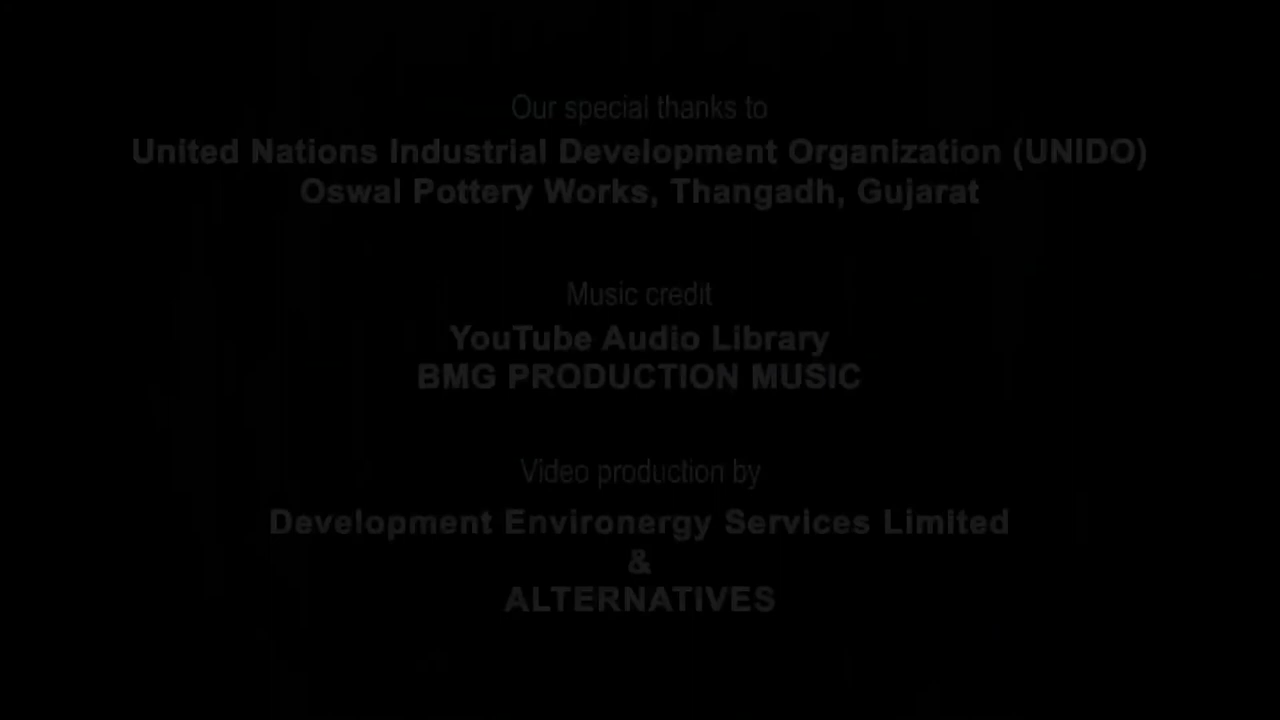 Our special thanks to
United Nations Industrial Development Organization (UNIDO)
Oswal Pottery Works, Thangadh, Gujarat
Music credit
YouTube Audio Library
BMG PRODUCTION MUSIC
Video production by
Development Environergy Services Limited
&
ALTERNATIVES